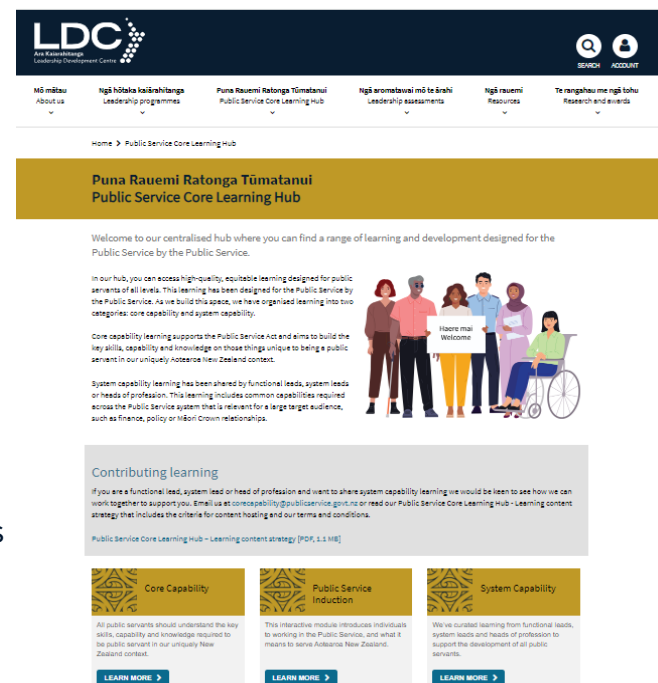 LDC
Ara Kaiarahitanga
Leadership Development Centre
SEARCH ACCOUNT
Mō mātau
About us
Ngā hōtaka kaiārahitanga
Leadership programmes
Puna Rauemi Ratonga Tūmatanui
Public Service Core Learning Hub
Ngā aromatawai mō te ārahi
Leadership assessments
Ngā rauemi
Resources
Te rangahau me ngā tohu
Research and awards
Home > Public Service Core Learning Hub
Puna Rauemi Ratonga Tūmatanui
Public Service Core Learning Hub
Welcome to our centralised hub where you can find a range of learning and development designed for the
Public Service by the Public Service.
In our hub, you can access high-quality, equitable learning designed for public
servants of all levels. This learning has been designed for the Public Service by
the Public Service. As we build this space, we have organised learning into two
categories: core capability and system capability.
Core capability learning supports the Public Service Act and aims to build the
key skills, capability and knowledge on those things unique to being a public
servant in our uniquely Aotearoa New Zealand context.
System capability learning has been shared by functional leads, system leads
or heads of profession. This learning includes common capabilities required
across the Public Service system that is relevant for a large target audience,
such as finance, policy or Māori Crown relationships.
Haere mai
Welcome
Contributing learning
If you are a functional lead, system lead or head of profession and want to share system capability learning we would be keen to see how we can
work together to support you. Email us at corecapability@publicservice.govt.nz or read our Public Service Core Learning Hub - Learning content
strategy that includes the criteria for content hosting and our terms and conditions.
Public Service Core Learning Hub – Learning content strategy [PDF, 1.1 MB]
s
Core Capability
All public servants should understand the key
skills, capability and knowledge required to
be public servant in our uniquely New
Zealand context.
LEARN MORE >
Public Service
Induction
This interactive module introduces individuals
to working in the Public Service, and what it
means to serve Aotearoa New Zealand.
LEARN MORE >
System Capability
We've curated learning from functional leads,
system leads and heads of profession to
support the development of all public
servants.
LEARN MORE >